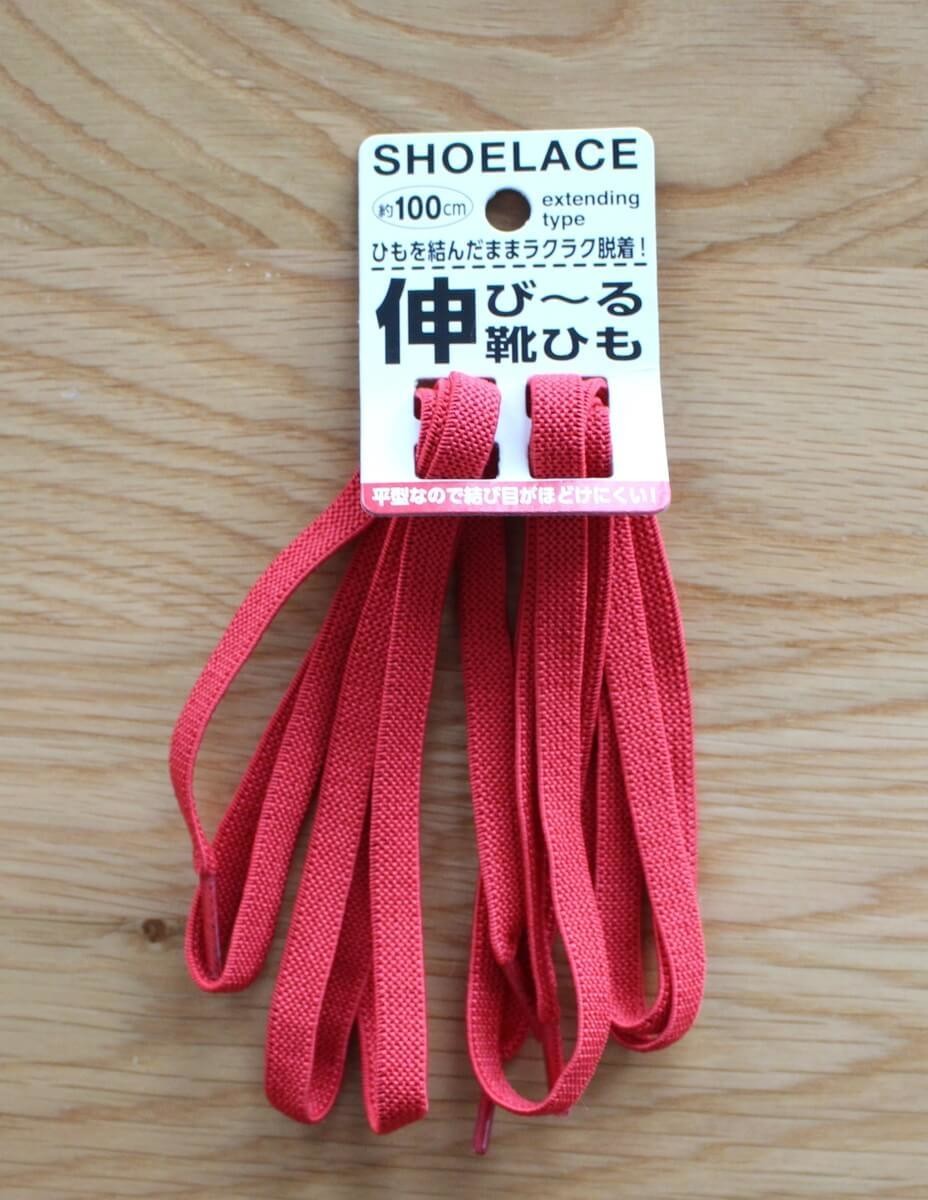 SHOELACE
約100cm
extending
type
ひもを結んだままラクラク脱着!
伸び〜る
靴ひも
平型なので結び目がほどけにくい!